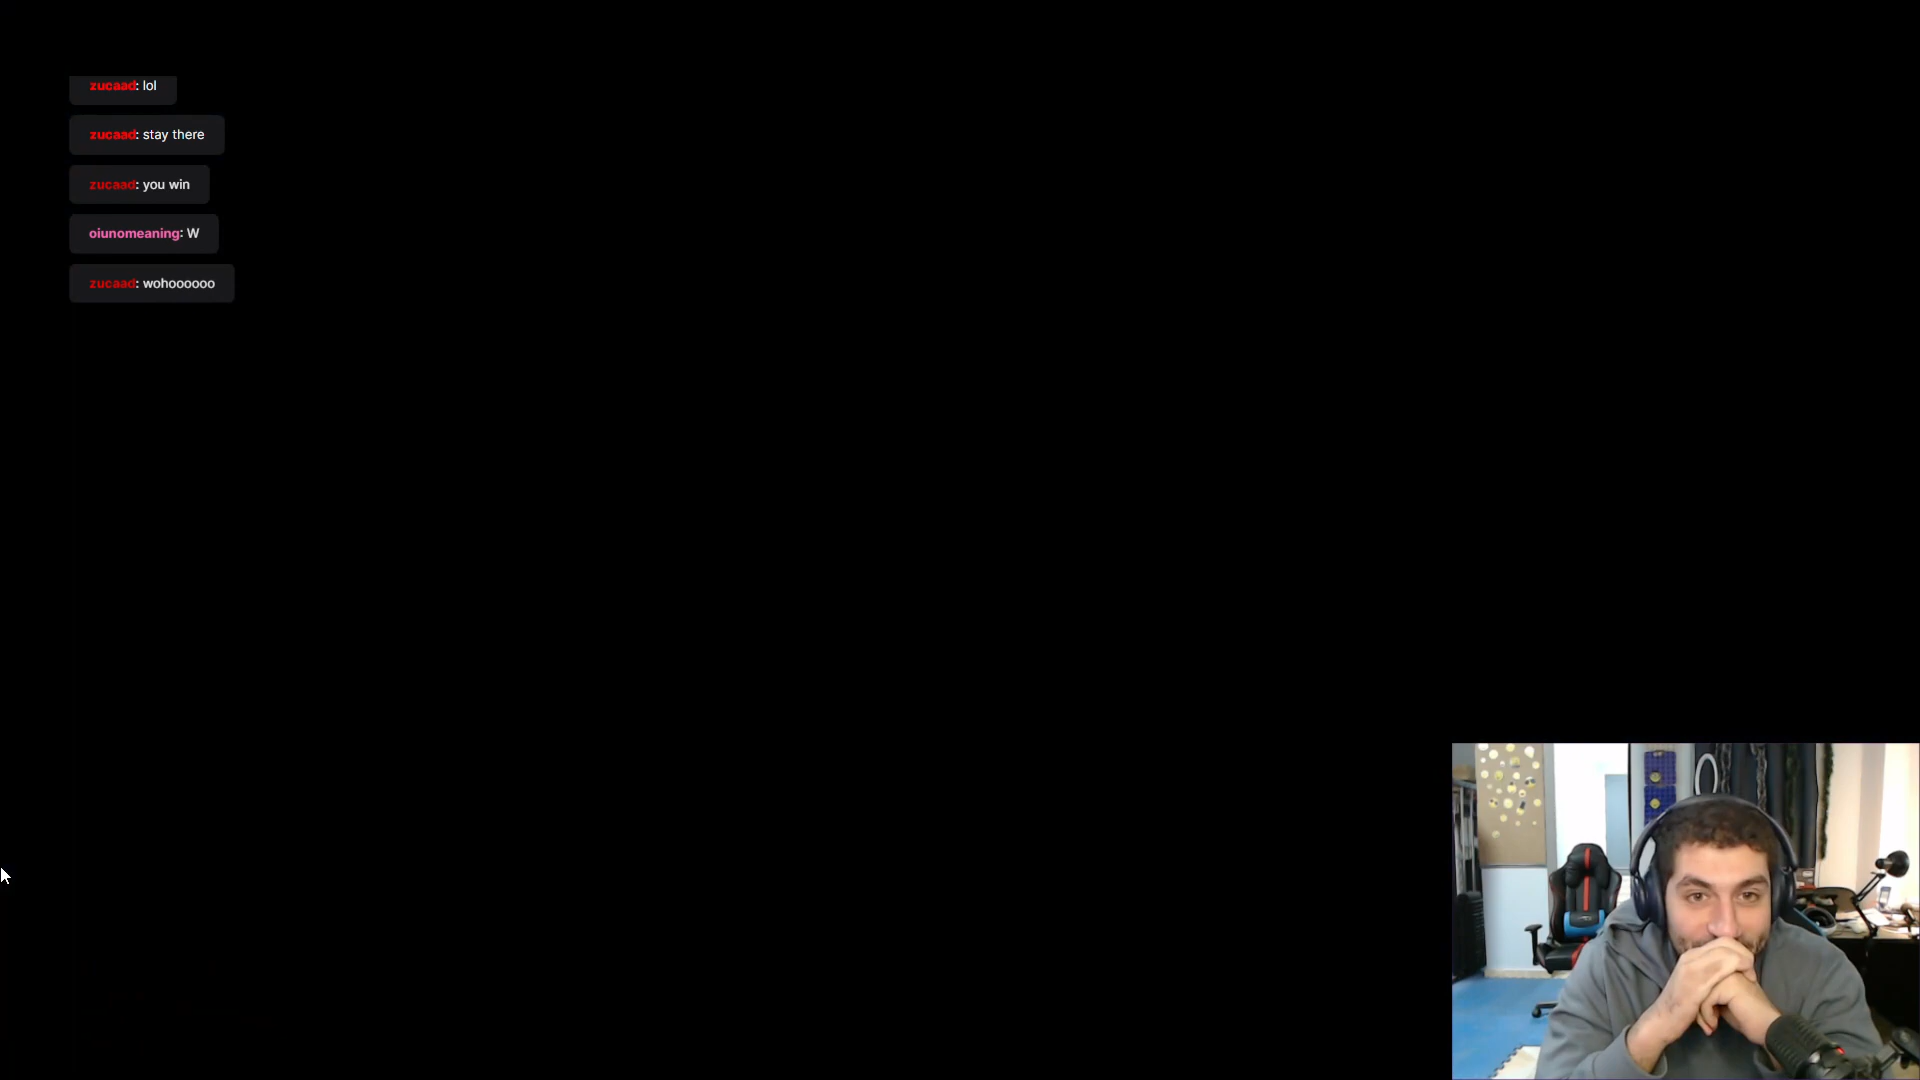 zucaad: lol
zucaad: stay there
zucaad: you win
oiunomeaning: W
zucaad: wohoooooo